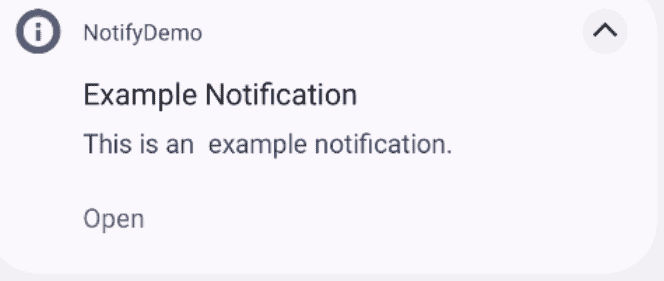 NotifyDemo
Example Notification
This is an  example notification.
Open